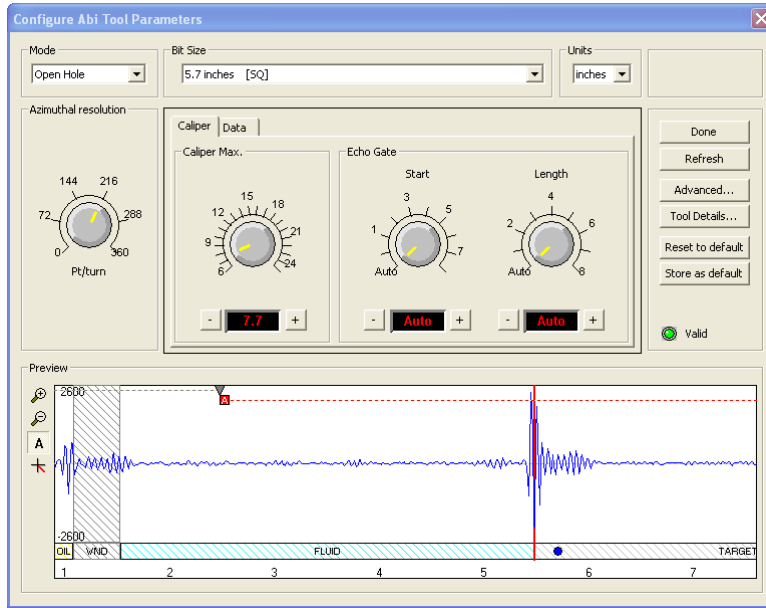 Configure Abi Tool Parameters
Mode
Open Hole
Bit Size
5.7 inches [SQ]
Units
inches
Azimuthal resolution
0
72
144
216
288
360
Pt/turn
Caliper
Data
Caliper Max.
6
9
12
15
18
21
24
-
7.7
+
Echo Gate
Start
Auto
1
3
5
7
-
Auto
+
Length
Auto
2
4
6
8
-
Auto
+
Done
Refresh
Advanced...
Tool Details...
Reset to default
Store as default
Valid
Preview
A
2600
A
-2600
OIL
WND
FLUID
TARGET
1 2 3 4 5 6 7